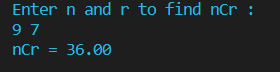 Enter n and r to find nCr :
9 7
nCr = 36.00